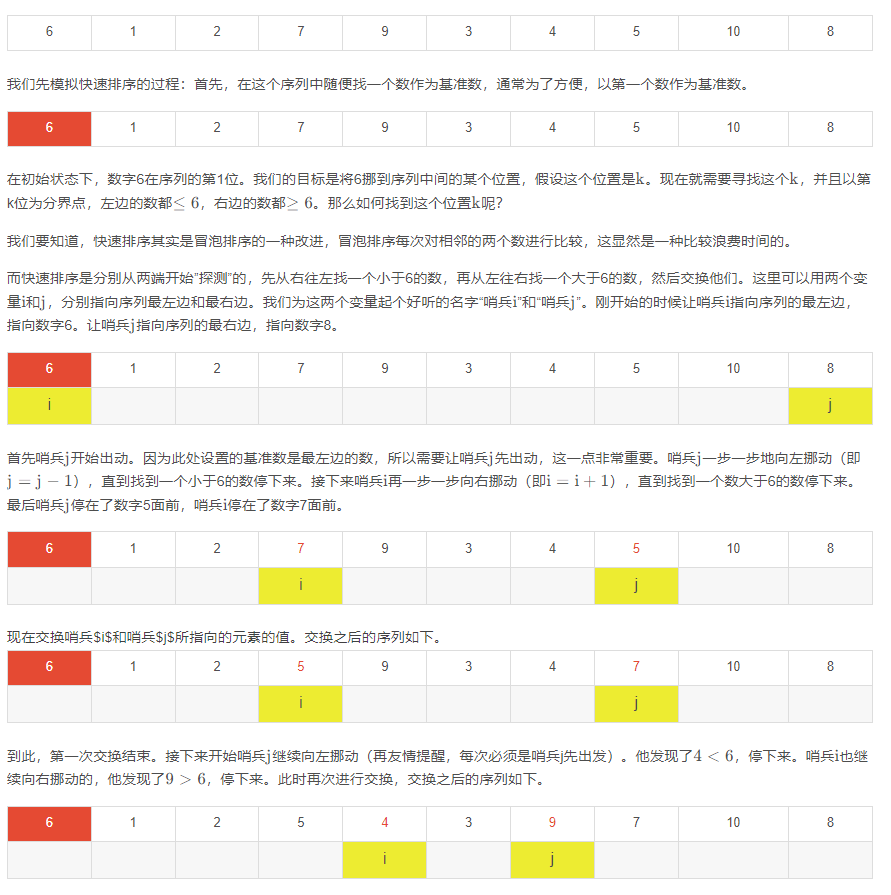 6 1 2 7 9 3 4 5 10 8
我们先模拟快速排序的过程：首先，在这个序列中随便找一个数作为基准数，通常为了方便，以第一个数作为基准数。
6 1 2 7 9 3 4 5 10 8
在初始状态下，数字6在序列的第1位。我们的目标是将6挪到序列中间的某个位置，假设这个位置是k。现在就需要寻找这个k，并且以第
k位为分界点，左边的数都≤ 6，右边的数都≥ 6。那么如何找到这个位置k呢？
我们要知道，快速排序其实是冒泡排序的一种改进，冒泡排序每次对相邻的两个数进行比较，这显然是一种比较浪费时间的。
而快速排序是分别从两端开始”探测”的，先从右往左找一个小于6的数，再从左往右找一个大于6的数，然后交换他们。这里可以用两个变
量i和j，分别指向序列最左边和最右边。我们为这两个变量起个好听的名字“哨兵i”和“哨兵j”。刚开始的时候让哨兵i指向序列的最左边，
指向数字6。让哨兵j指向序列的最右边，指向数字8。
6 1 2 7 9 3 4 5 10 8
i j
首先哨兵j开始出动。因为此处设置的基准数是最左边的数，所以需要让哨兵j先出动，这一点非常重要。哨兵j一步一步地向左挪动（即
j = j − 1），直到找到一个小于6的数停下来。接下来哨兵i再一步一步向右挪动（即i = i + 1），直到找到一个数大于6的数停下来。
最后哨兵j停在了数字5面前，哨兵i停在了数字7面前。
6 1 2 7 9 3 4 5 10 8
i j
现在交换哨兵$i$和哨兵$j$所指向的元素的值。交换之后的序列如下。
6 1 2 5 9 3 4 7 10 8
i j
到此，第一次交换结束。接下来开始哨兵j继续向左挪动（再友情提醒，每次必须是哨兵j先出发）。他发现了4 < 6，停下来。哨兵i也继
续向右挪动的，他发现了9 > 6，停下来。此时再次进行交换，交换之后的序列如下。
6 1 2 5 4 3 9 7 10 8
i j